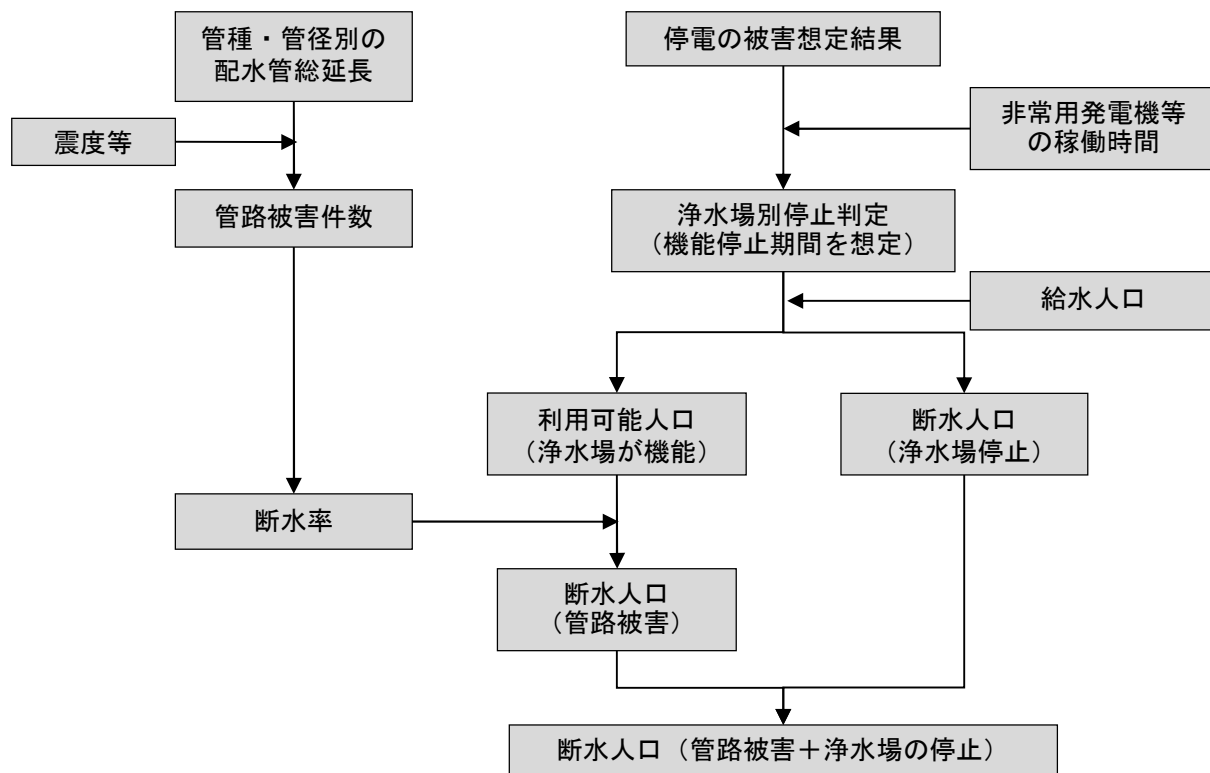 管種・管径別の
配水管総延長
停電の被害想定結果
震度等
非常用発電機等
の稼働時間
管路被害件数
浄水場別停止判定
（機能停止期間を想定）
給水人口
利用可能人口
（浄水場が機能）
断水人口
（浄水場停止）
断水率
断水人口
（管路被害）
断水人口（管路被害＋浄水場の停止）